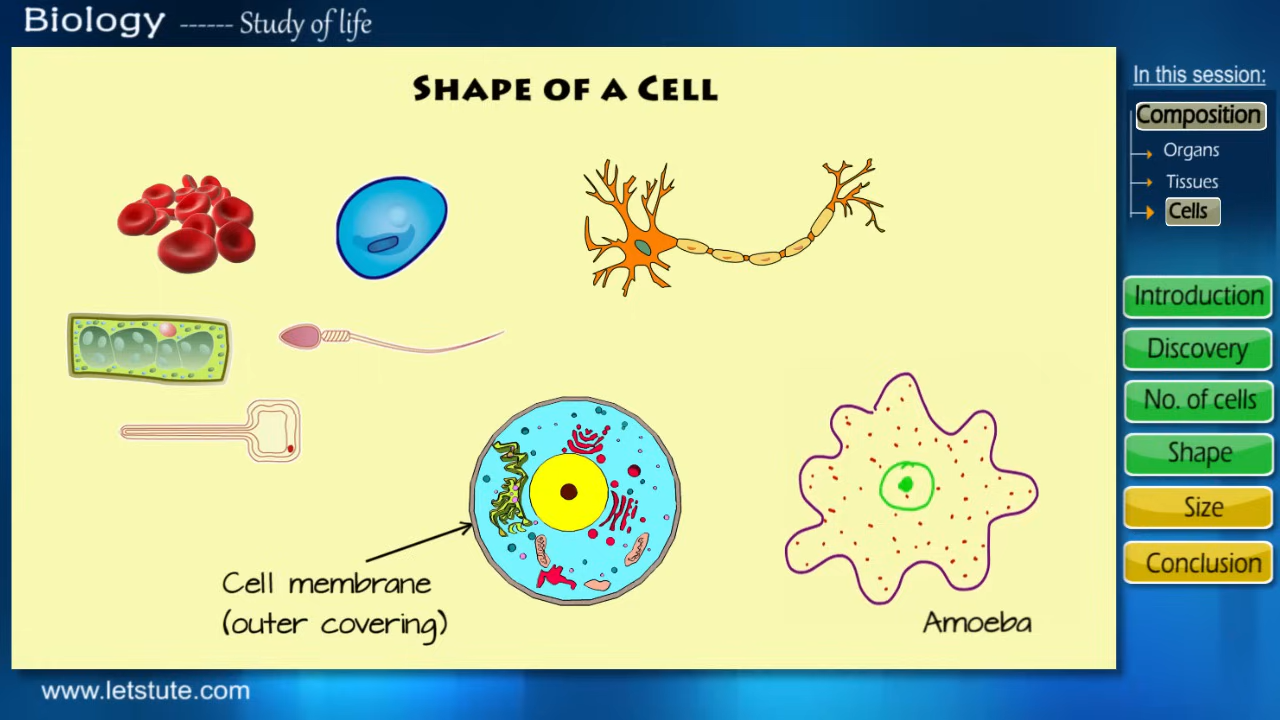 Biology ------ Study of life
SHAPE OF A CELL
Cell membrane
(outer covering)
Amoeba
In this session:
Composition
Organs
Tissues
Cells
Introduction
Discovery
No. of cells
Shape
Size
Conclusion
www.letstute.com